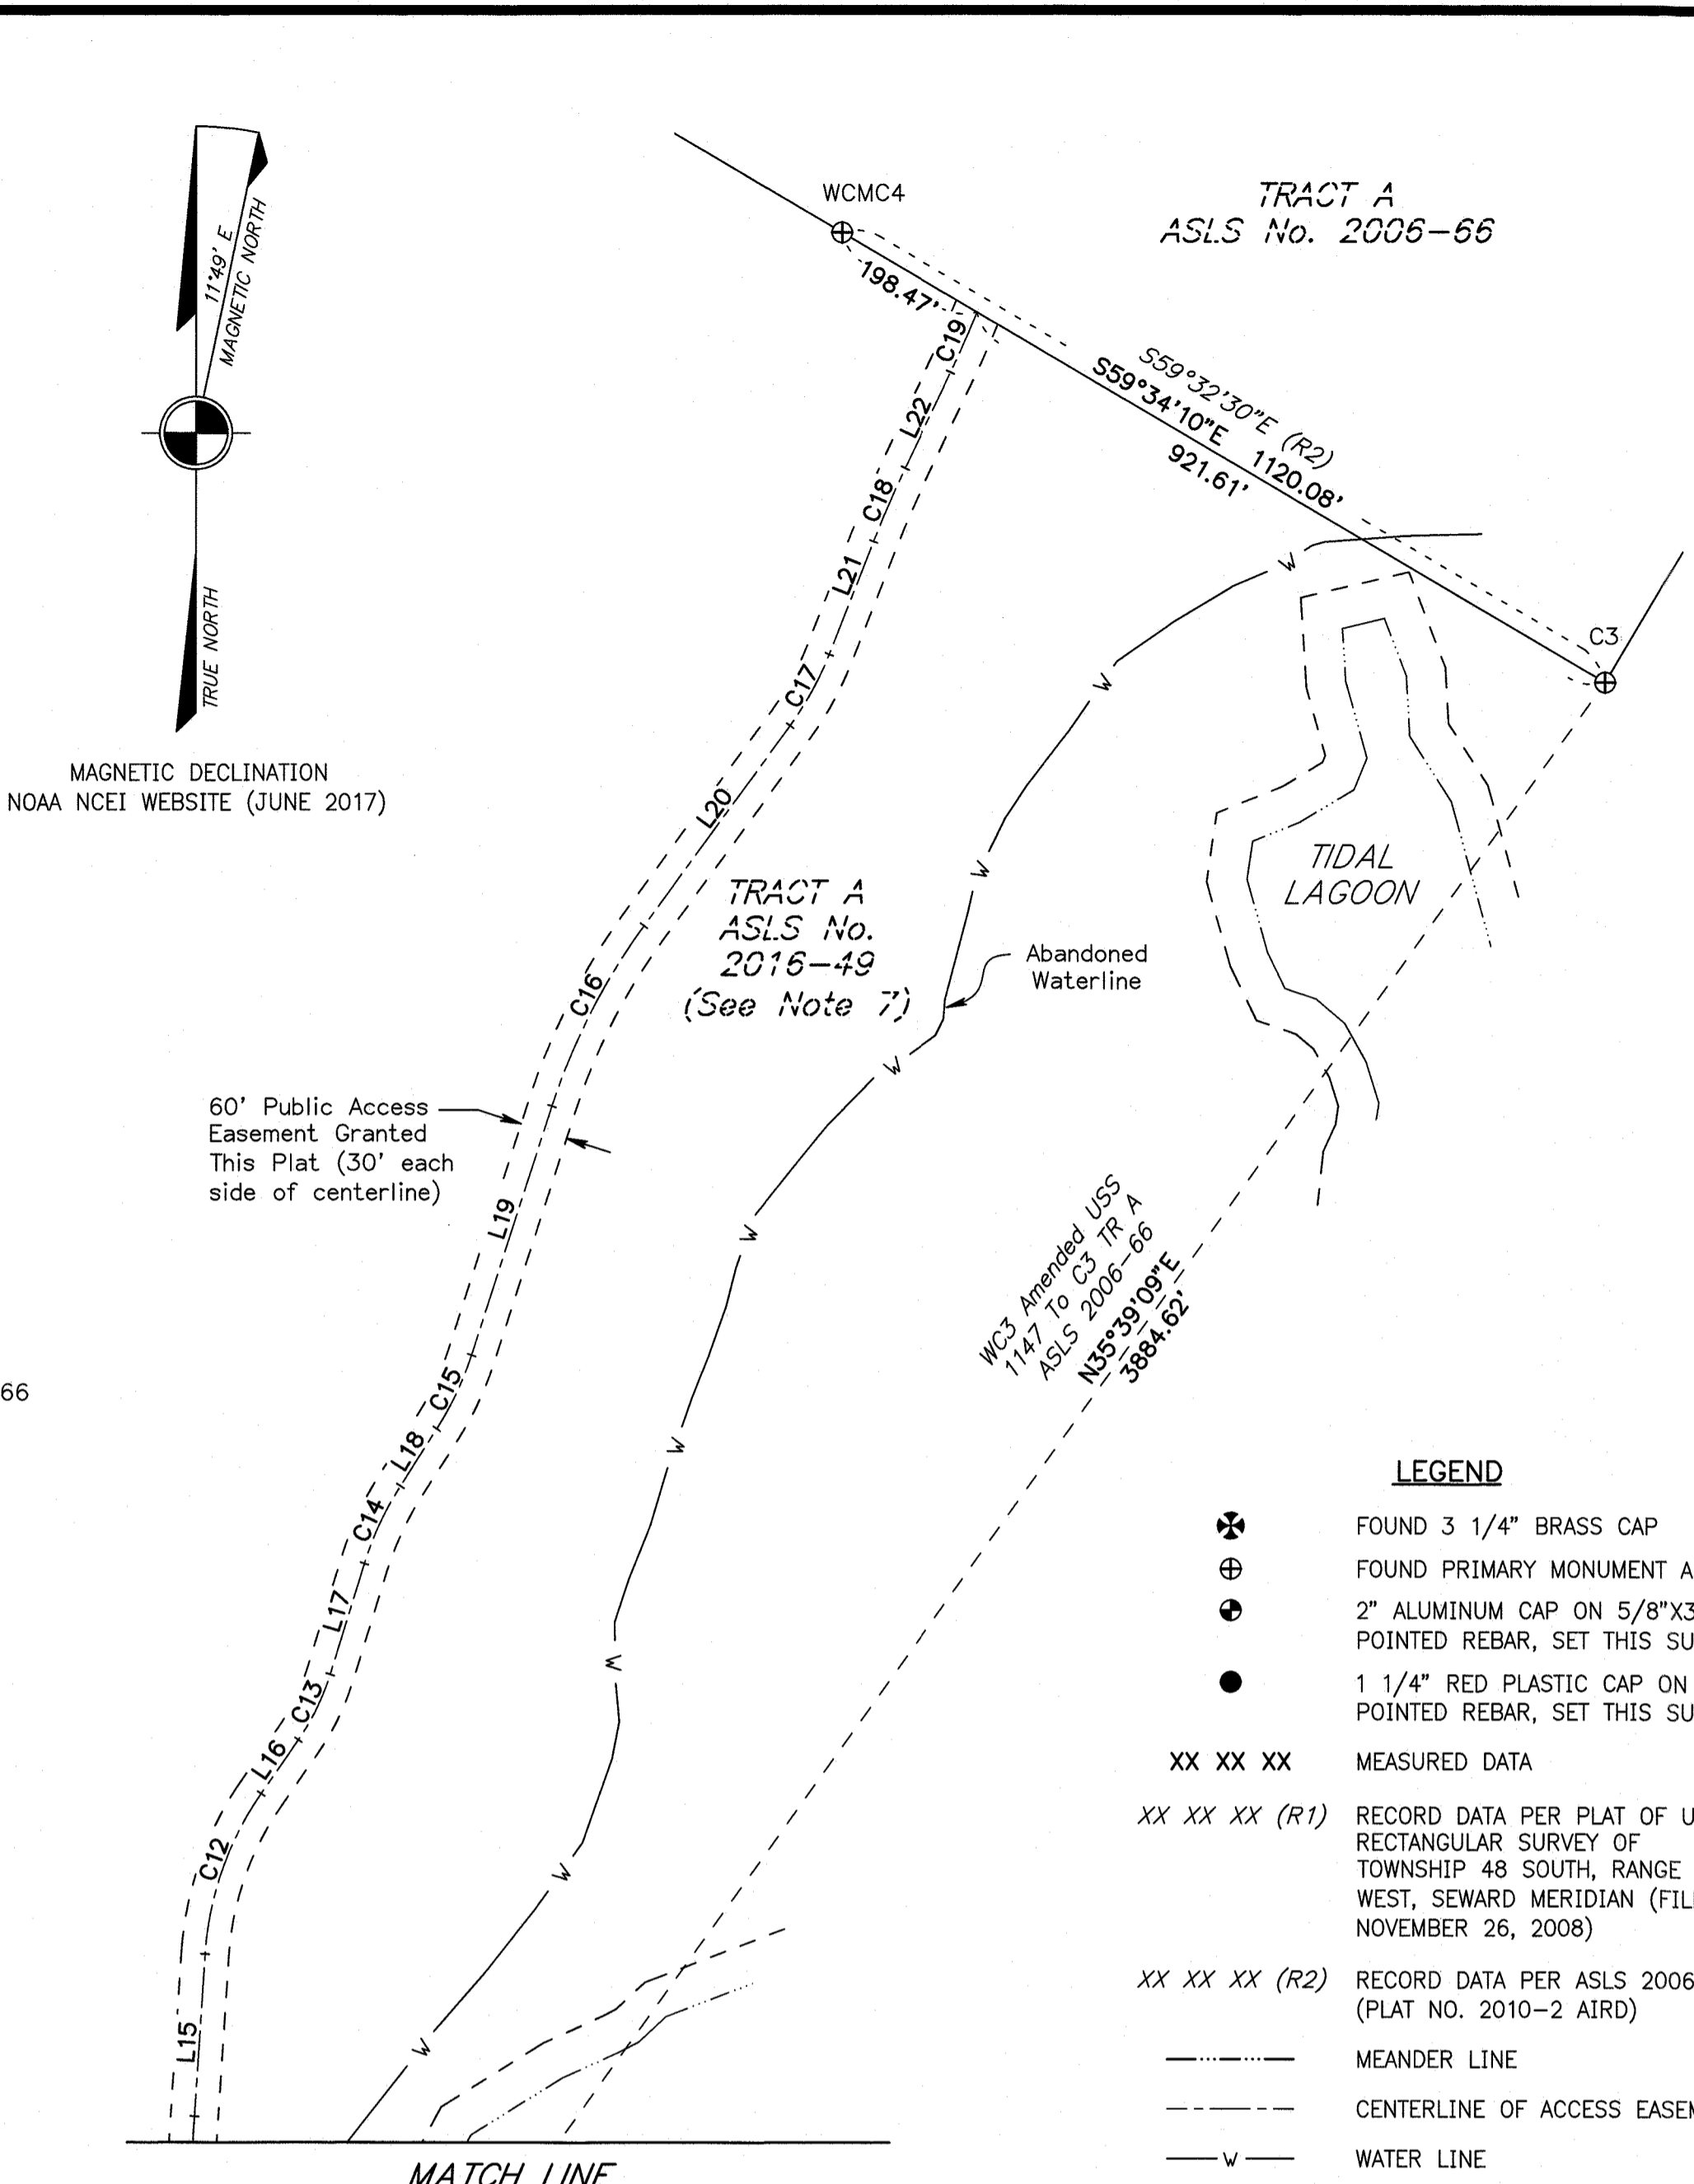 WCMC4
TRACT A
ASLS No. 2006-66
11°49' E
MAGNETIC NORTH
TRUE NORTH
MAGNETIC DECLINATION
NOAA NCEI WEBSITE (JUNE 2017)
198.47'
S59°32'30"E (R2)
S59°34'10"E 1120.08'
921.61'
C3
C19
L22
C18
L21
C17
L20
C16
L19
C15
L18
C14
L17
C13
L16
C12
L15
W
W
W
W
W
W
W
W
W
TRACT A
ASLS No.
2016-49
(See Note 7)
Abandoned
Waterline
TIDAL
LAGOON
60' Public Access
Easement Granted
This Plat (30' each
side of centerline)
WC3 Amended USS
1147 To C3 TR A
ASLS 2006-66
N35°39'09"E
3884.62'
66
LEGEND
FOUND 3 1/4" BRASS CAP
FOUND PRIMARY MONUMENT A
2" ALUMINUM CAP ON 5/8"X3
POINTED REBAR, SET THIS SU
1 1/4" RED PLASTIC CAP ON
POINTED REBAR, SET THIS SU
XX XX XX MEASURED DATA
XX XX XX (R1) RECORD DATA PER PLAT OF U
RECTANGULAR SURVEY OF
TOWNSHIP 48 SOUTH, RANGE
WEST, SEWARD MERIDIAN (FIL
NOVEMBER 26, 2008)
XX XX XX (R2) RECORD DATA PER ASLS 2006
(PLAT NO. 2010-2 AIRD)
MEANDER LINE
CENTERLINE OF ACCESS EASEM
W WATER LINE
MATCH LINE